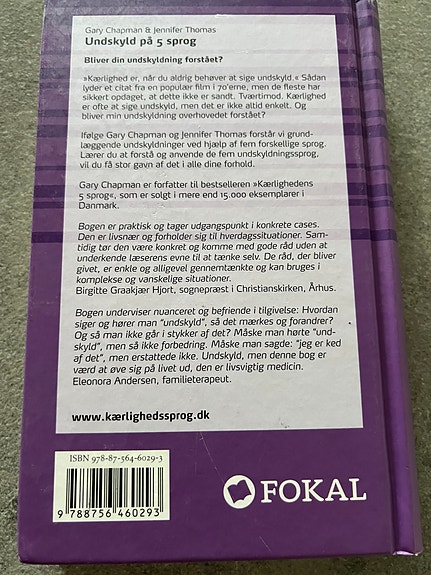 Gary Chapman & Jennifer Thomas
Undskyld på 5 sprog
Bliver din undskyldning forstået?
»Kærlighed er, når du aldrig behøver at sige undskyld.« Sådan
lyder et citat fra en populær film i 70'erne, men de fleste har
sikkert opdaget, at dette ikke er sandt. Tværtimod. Kærlighed
er ofte at sige undskyld, men det er ikke altid enkelt. Og
bliver min undskyldning overhovedet forstået?
Ifølge Gary Chapman og Jennifer Thomas forstår vi grund-
læggende undskyldninger ved hjælp af fem forskellige sprog.
Lærer du at forstå og anvende de fem undskyldningssprog,
vil du få stor gavn af det i alle dine forhold.
Gary Chapman er forfatter til bestselleren »Kærlighedens
5 sprog«, som er solgt i mere end 15.000 eksemplarer i
Danmark.
Bogen er praktisk og tager udgangspunkt i konkrete cases.
Den er livsnær og forholder sig til hverdagssituationer. Sam-
tidig tør den være konkret og komme med gode råd uden at
underkende læserens evne til at tænke selv. De råd, der bliver
givet, er enkle og alligevel gennemtænkte og kan bruges i
komplekse og vanskelige situationer.
Birgitte Graakjær Hjort, sognepræst i Christianskirken, Århus.
Bogen underviser nuanceret og befriende i tilgivelse: Hvordan
siger og hører man "undskyld", så det mærkes og forandrer?
Og så man ikke går i stykker af det? Måske man hørte "und-
skyld", men så ikke forbedring. Måske man sagde: "jeg er ked
af det", men erstattede ikke. Undskyld, men denne bog er
værd at øve sig på livet ud, den er livsvigtig medicin.
Eleonora Andersen, familieterapeut.
www.kærlighedssprog.dk
ISBN 978-87-564-6029-3
9 788756 460293
FOKAL